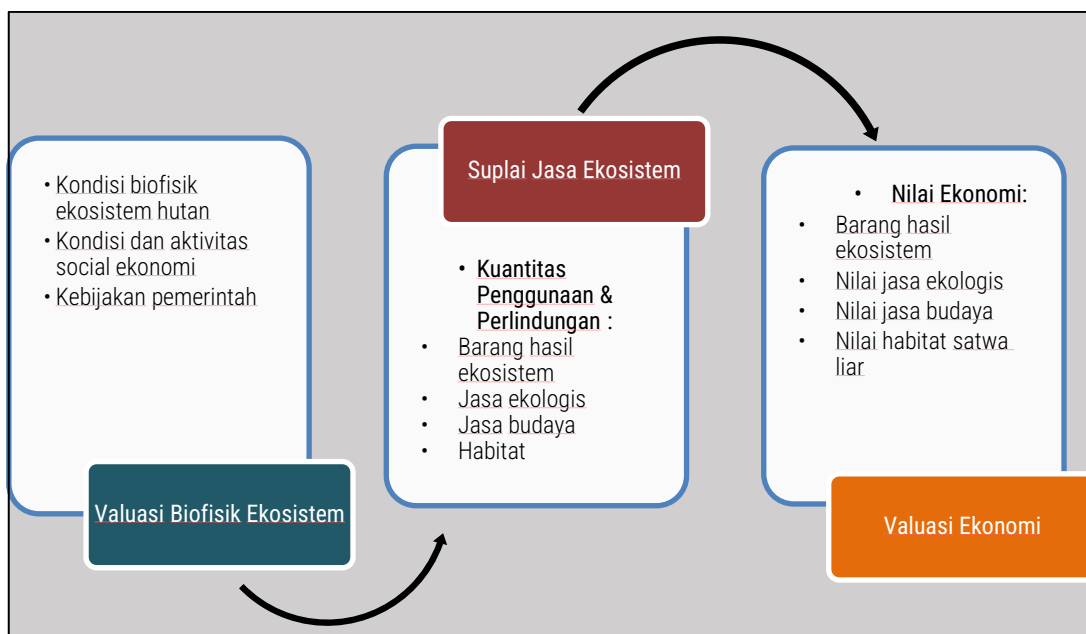 • Kondisi biofisik
ekosistem hutan
• Kondisi dan aktivitas
social ekonomi
• Kebijakan pemerintah
Valuasi Biofisik Ekosistem
Suplai Jasa Ekosistem
• Kuantitas
Penggunaan &
Perlindungan :
• Barang hasil
ekosistem
• Jasa ekologis
• Jasa budaya
• Habitat
• Nilai Ekonomi:
• Barang hasil
ekosistem
• Nilai jasa ekologis
• Nilai jasa budaya
• Nilai habitat satwa
liar
Valuasi Ekonomi